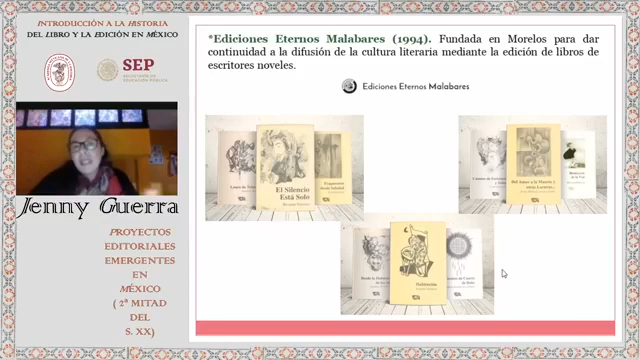 INTRODUCCIÓN A LA HISTORIA
DEL LIBRO Y LA EDICIÓN EN MÉXICO
SEP
SECRETARÍA DE
EDUCACIÓN PÚBLICA
Jenny Guerra
PROYECTOS
EDITORIALES
EMERGENTES
EN
MÉXICO
( 2ª MITAD
DEL
S. XX)
*Ediciones Eternos Malabares (1994). Fundada en Morelos para dar
continuidad a la difusión de la cultura literaria mediante la edición de libros de
escritores noveles.
Ediciones Eternos Malabares
El Silencio
Está Solo
Fragmentos
desde
Del Amor a la Muerte y
otras